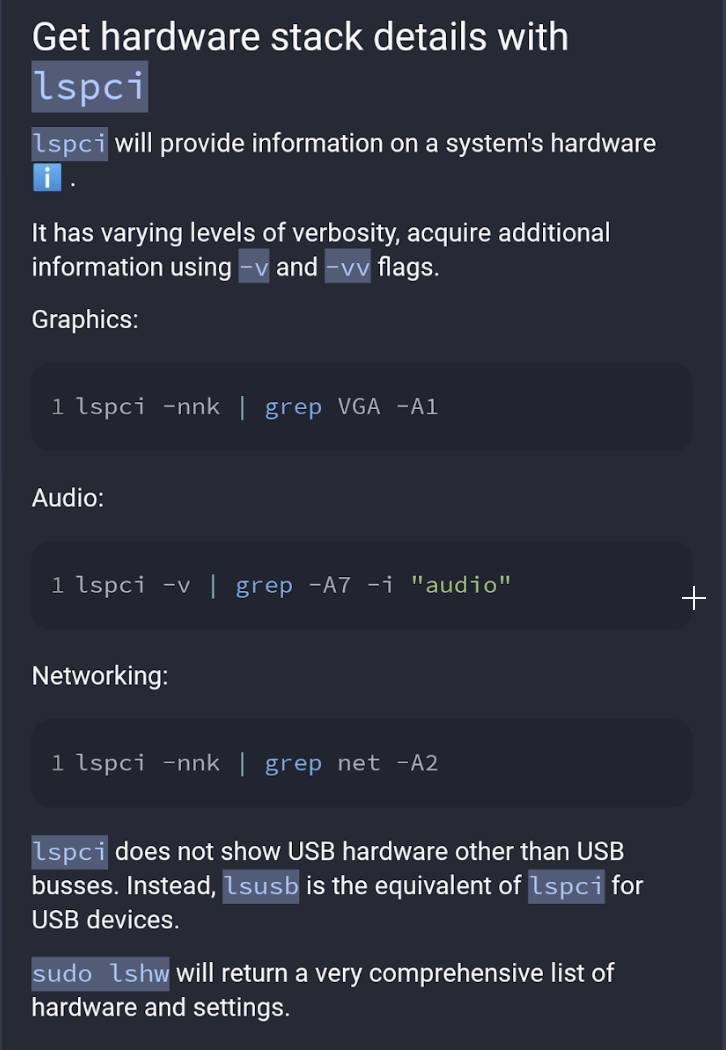 Get hardware stack details with
lspci
lspci will provide information on a system's hardware
ℹ️ .
It has varying levels of verbosity, acquire additional
information using -v and -vv flags.
Graphics:
1 lspci -nnk | grep VGA -A1
Audio:
1 lspci -v | grep -A7 -i "audio"
Networking:
1 lspci -nnk | grep net -A2
lspci does not show USB hardware other than USB
busses. Instead, lsusb is the equivalent of lspci for
USB devices.
sudo lshw will return a very comprehensive list of
hardware and settings.